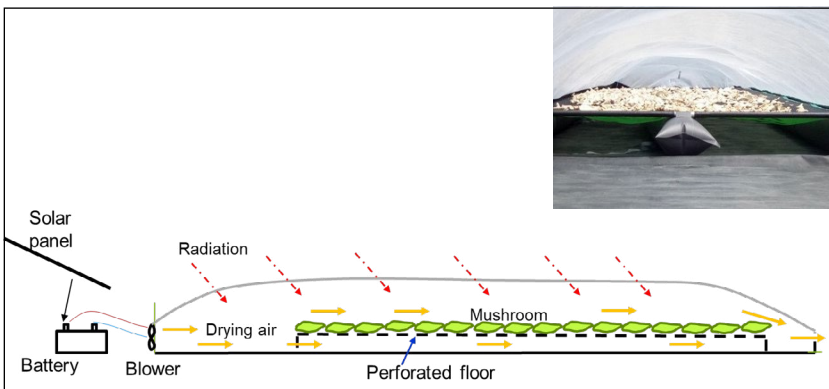 Solar
panel
Radiation
Mushroom
Drying air
Battery
Blower
Perforated floor